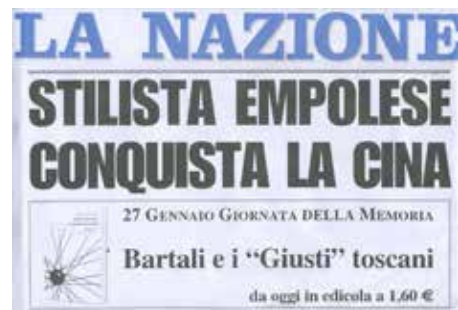 LA NAZIONE
STILISTA EMPOLESE
CONQUISTA LA CINA
27 GENNAIO GIORNATA DELLA MEMORIA
Bartali e i “Giusti” toscani
da oggi in edicola a 1,60 €